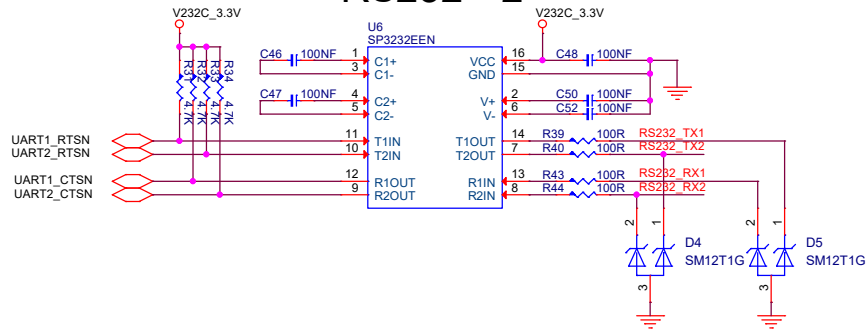 V232C_3.3V
U6
SP3232EEN
V232C_3.3V
C46 100NF 1 C1+ VCC 16 C48 100NF
3 C1- GND 15
R31 R32 R33 R34
4.7K 4.7K 4.7K 4.7K
C47 100NF 4 C2+ V+ 2 C50 100NF
5 C2- V- 6 C52 100NF
UART1_RTSN 11 T1IN T1OUT 14 R39 100R RS232_TX1
UART2_RTSN 10 T2IN T2OUT 7 R40 100R RS232_TX2
UART1_CTSN 12 R1OUT R1IN 13 R43 100R RS232_RX1
UART2_CTSN 9 R2OUT R2IN 8 R44 100R RS232_RX2
2 1 2 1
D4 D5
SM12T1G SM12T1G
3 3